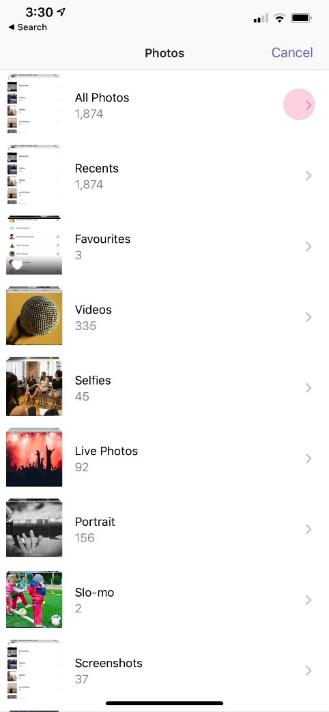 3:30
Search
Photos
Cancel
All Photos
1,874
Recents
1,874
Favourites
3
Videos
335
Selfies
45
Live Photos
92
Portrait
156
Slo-mo
2
Screenshots
37